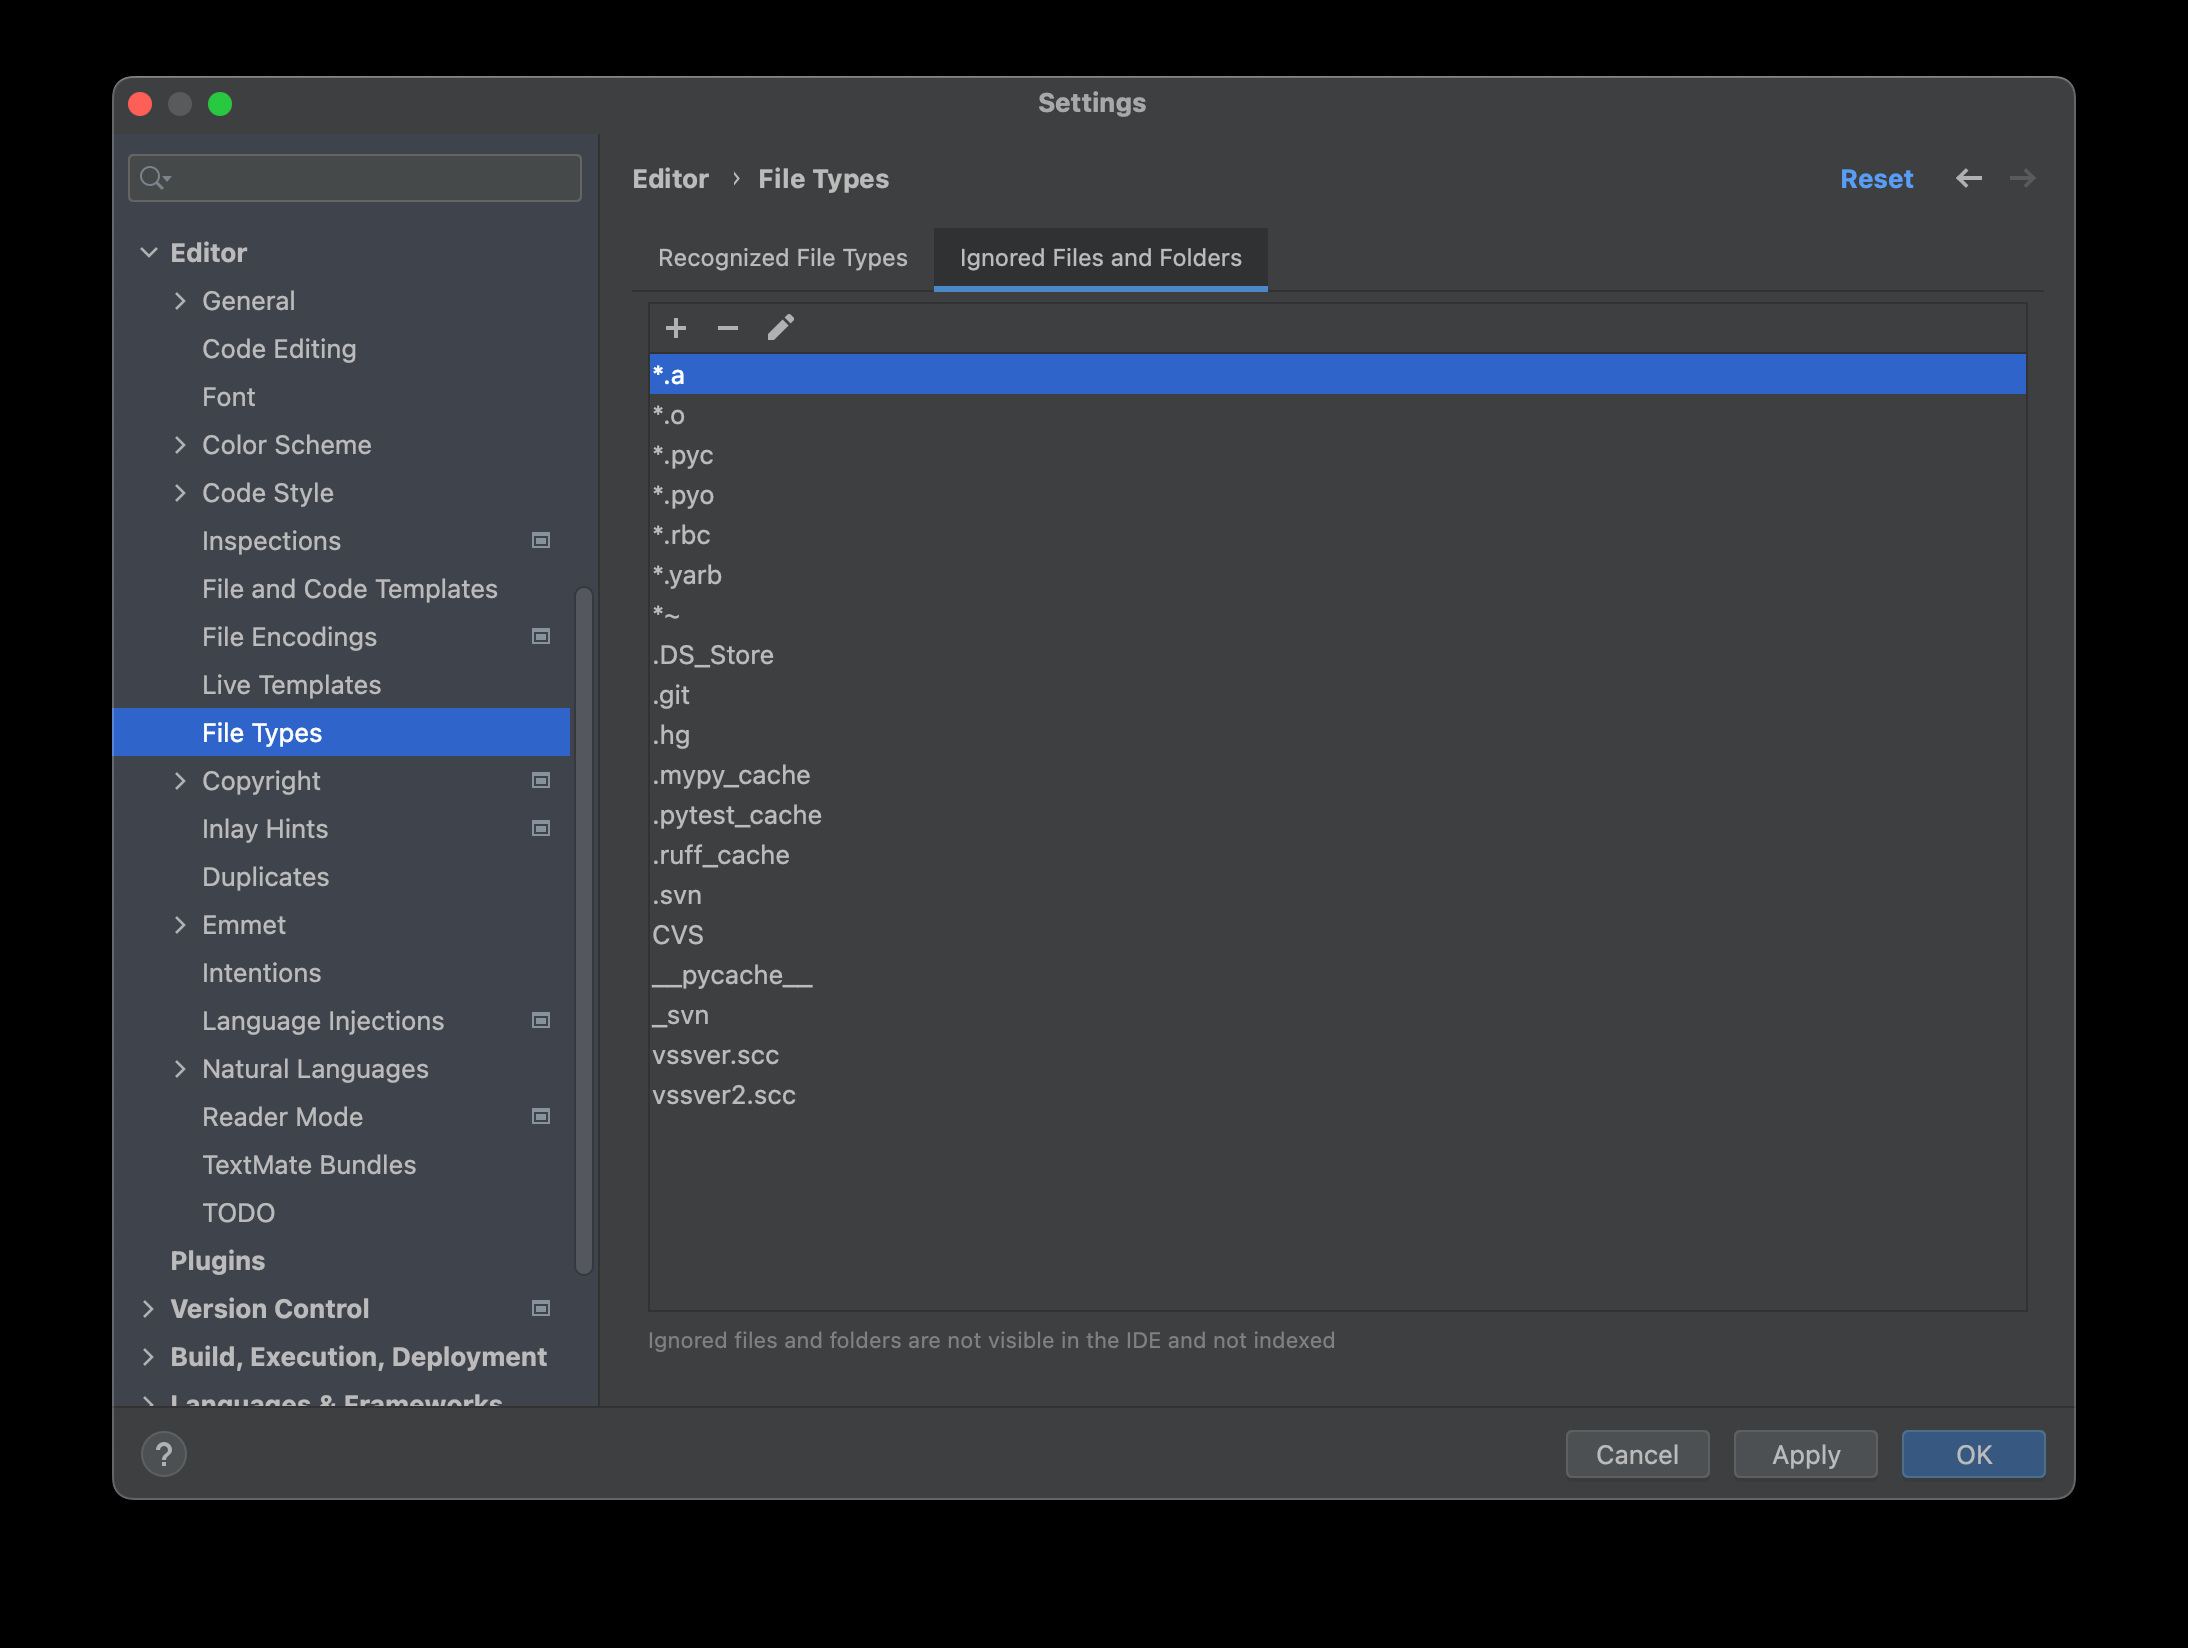 Settings
Editor
General
Code Editing
Font
Color Scheme
Code Style
Inspections
File and Code Templates
File Encodings
Live Templates
File Types
Copyright
Inlay Hints
Duplicates
Emmet
Intentions
Language Injections
Natural Languages
Reader Mode
TextMate Bundles
TODO
Plugins
Version Control
Build, Execution, Deployment
Languages & Frameworks
Editor › File Types
Reset
Recognized File Types
Ignored Files and Folders
*.a
*.o
*.pyc
*.pyo
*.rbc
*.yarb
*~
.DS_Store
.git
.hg
.mypy_cache
.pytest_cache
.ruff_cache
.svn
CVS
__pycache__
_svn
vssver.scc
vssver2.scc
Ignored files and folders are not visible in the IDE and not indexed
?
Cancel
Apply
OK